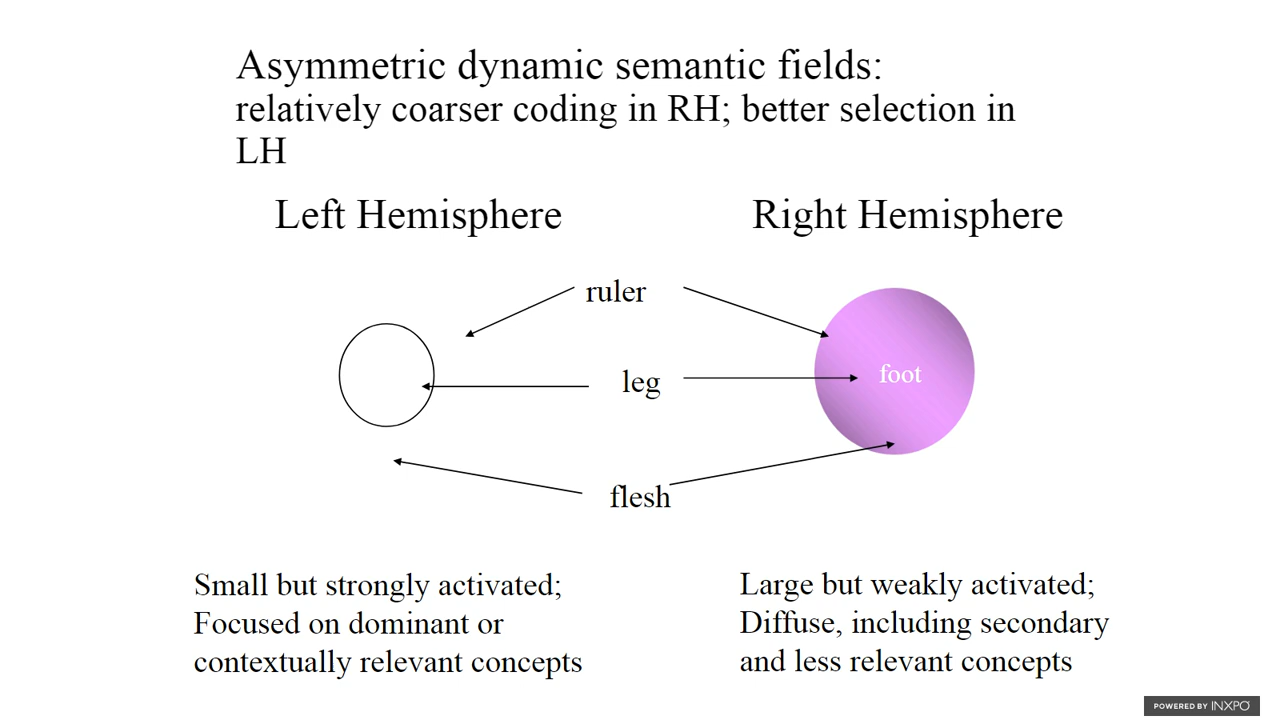 Asymmetric dynamic semantic fields:
relatively coarser coding in RH; better selection in
LH
Left Hemisphere
Right Hemisphere
ruler
leg
foot
flesh
Small but strongly activated;
Focused on dominant or
contextually relevant concepts
Large but weakly activated;
Diffuse, including secondary
and less relevant concepts
POWERED BY INXPO